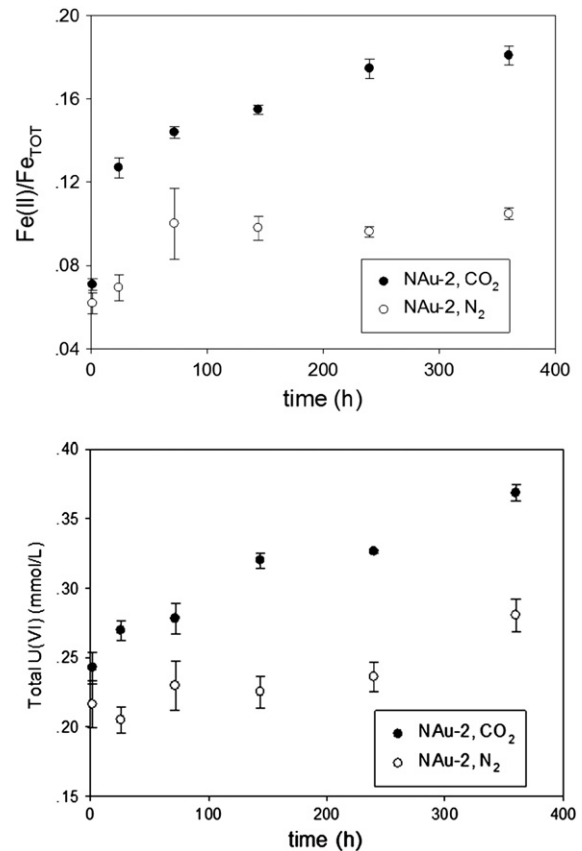 .20
.16
.12
.08
.04
Fe(II)/Fe_TOT
NAu-2, CO₂
NAu-2, N₂
0 100 200 300 400
time (h)
.40
.35
.30
.25
.20
.15
Total U(VI) (mmol/L)
NAu-2, CO₂
NAu-2, N₂
0 100 200 300 400
time (h)